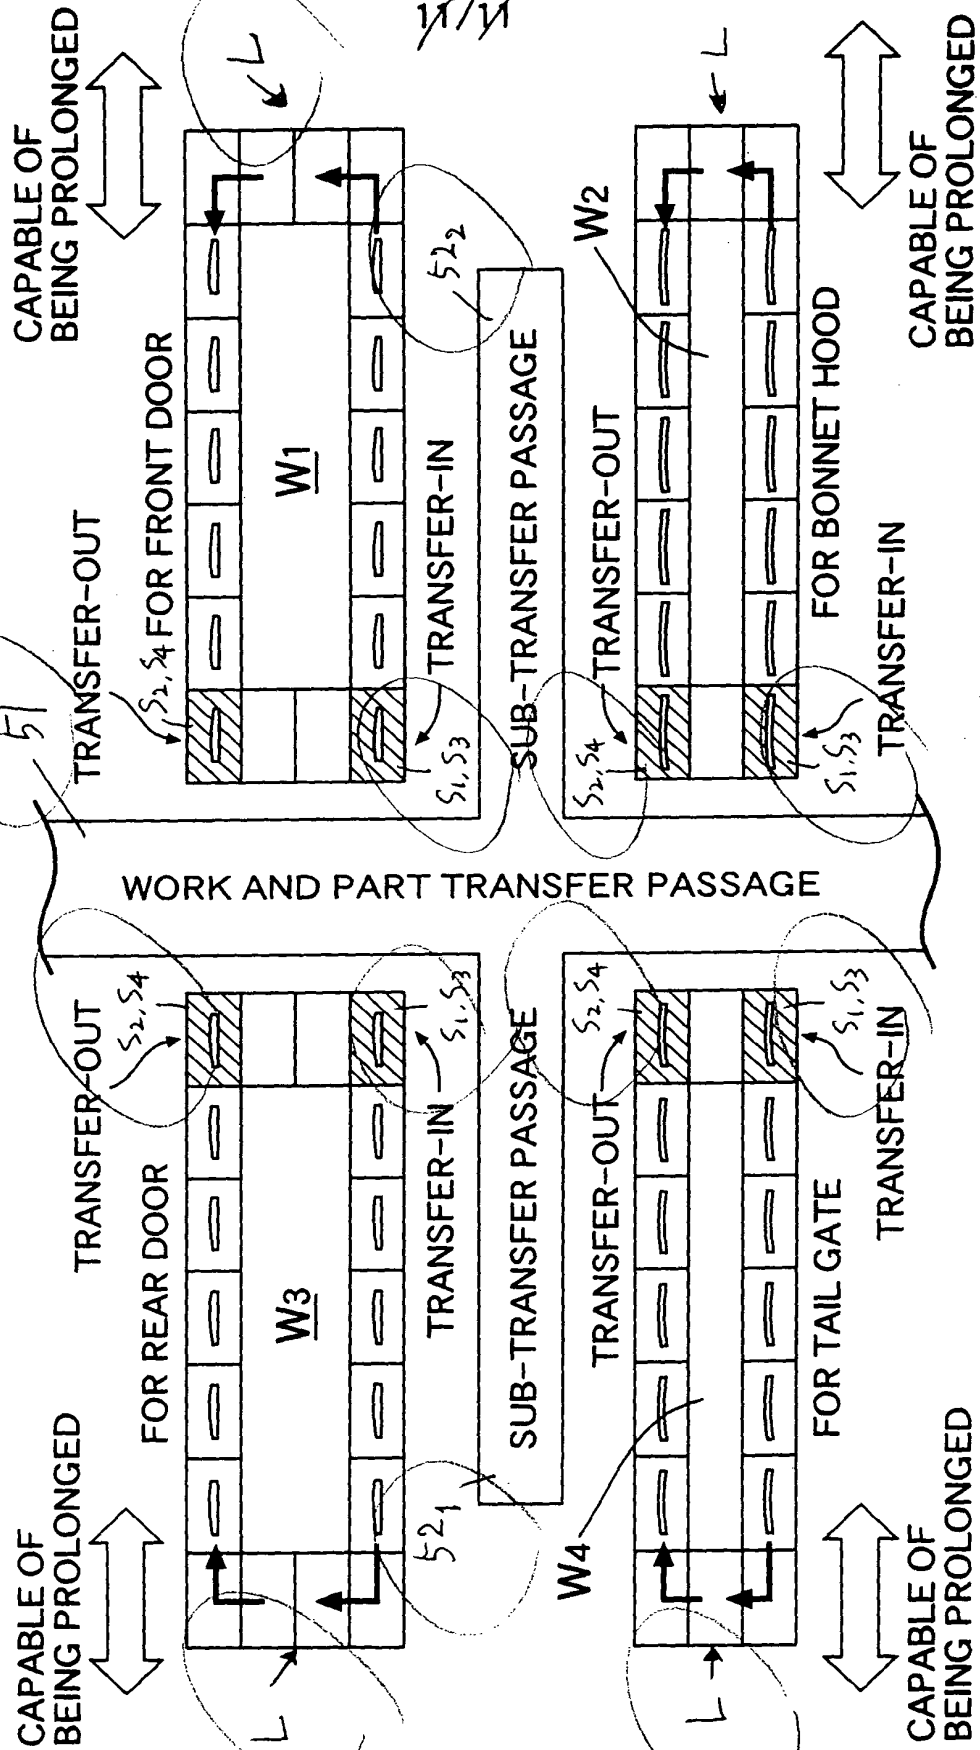 11/11
CAPABLE OF
BEING PROLONGED
CAPABLE OF
BEING PROLONGED
TRANSFER-OUT
TRANSFER-OUT
51
L
L
S2, S4
S2, S4
FOR REAR DOOR
FOR FRONT DOOR
W3
W1
S1, S3
S1, S3
TRANSFER-IN
TRANSFER-IN
521
522
SUB-TRANSFER PASSAGE
WORK AND PART TRANSFER PASSAGE
SUB-TRANSFER PASSAGE
TRANSFER-OUT
TRANSFER-OUT
S2, S4
S2, S4
W4
W2
L
L
S1, S3
S1, S3
FOR TAIL GATE
FOR BONNET HOOD
TRANSFER-IN
TRANSFER-IN
CAPABLE OF
BEING PROLONGED
CAPABLE OF
BEING PROLONGED